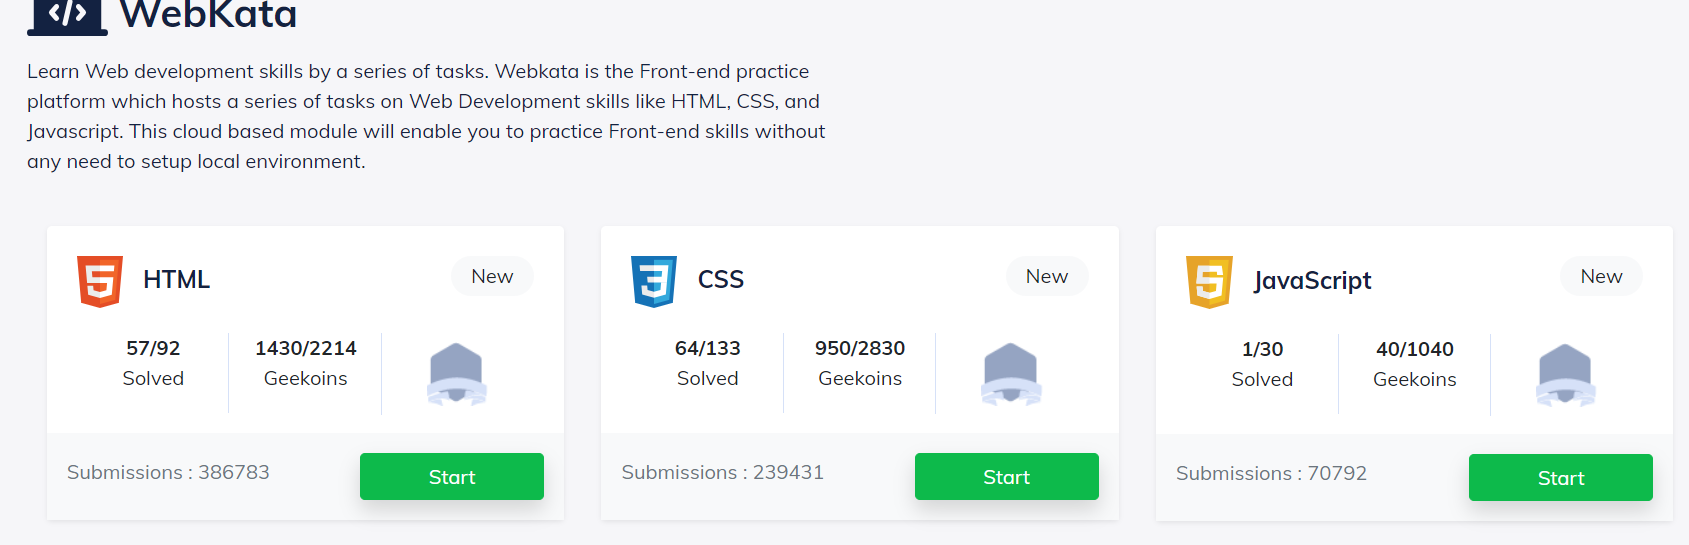 WebKata
Learn Web development skills by a series of tasks. Webkata is the Front-end practice
platform which hosts a series of tasks on Web Development skills like HTML, CSS, and
Javascript. This cloud based module will enable you to practice Front-end skills without
any need to setup local environment.
HTML
New
57/92
Solved
1430/2214
Geekoins
Submissions : 386783
Start
CSS
New
64/133
Solved
950/2830
Geekoins
Submissions : 239431
Start
JavaScript
New
1/30
Solved
40/1040
Geekoins
Submissions : 70792
Start